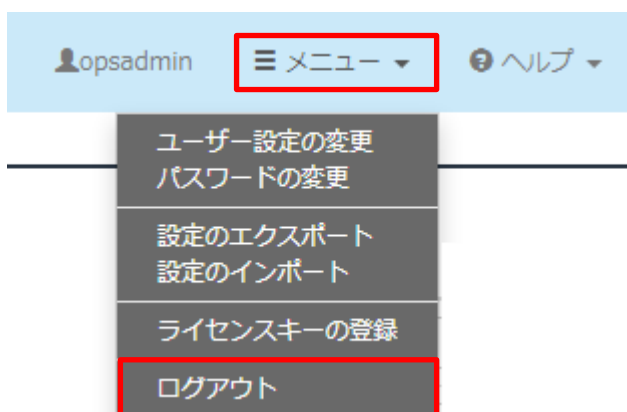 opsadmin メニュー ヘルプ
ユーザー設定の変更
パスワードの変更
設定のエクスポート
設定のインポート
ライセンスキーの登録
ログアウト